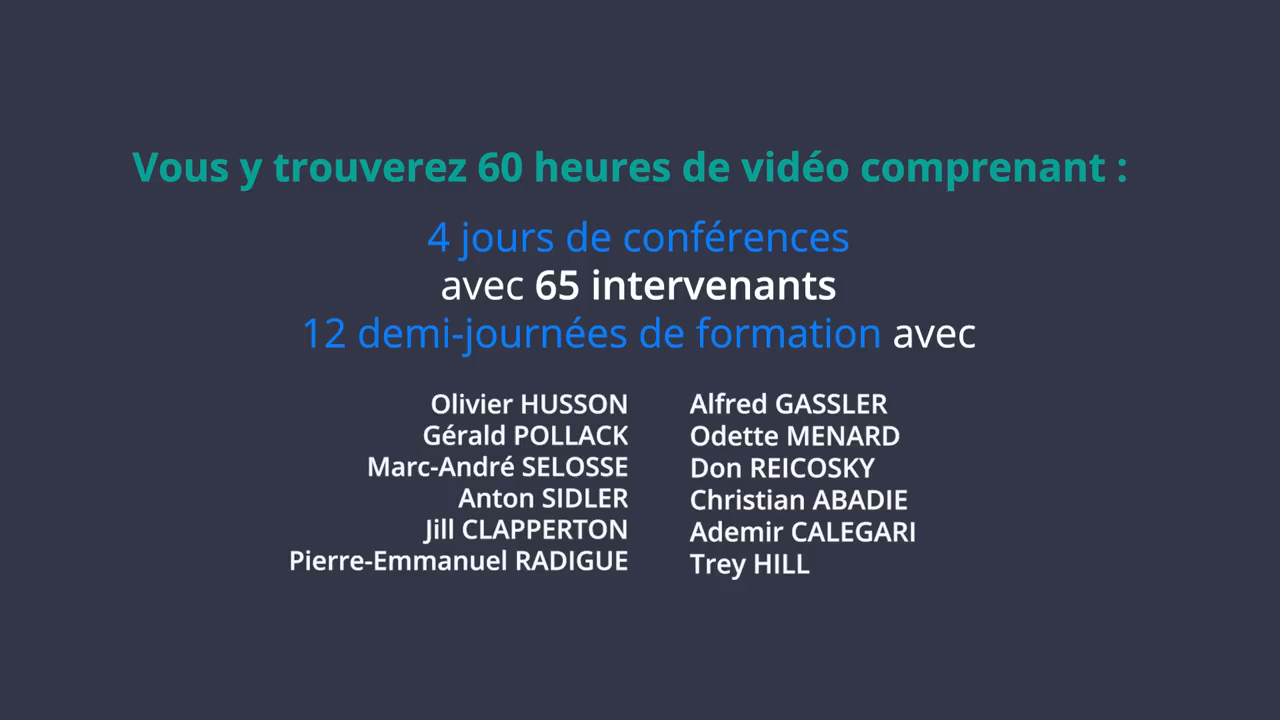 Vous y trouverez 60 heures de vidéo comprenant :
4 jours de conférences
avec 65 intervenants
12 demi-journées de formation avec
Olivier HUSSON
Gérald POLLACK
Marc-André SELOSSE
Anton SIDLER
Jill CLAPPERTON
Pierre-Emmanuel RADIGUE
Alfred GASSLER
Odette MENARD
Don REICOSKY
Christian ABADIE
Ademir CALEGARI
Trey HILL